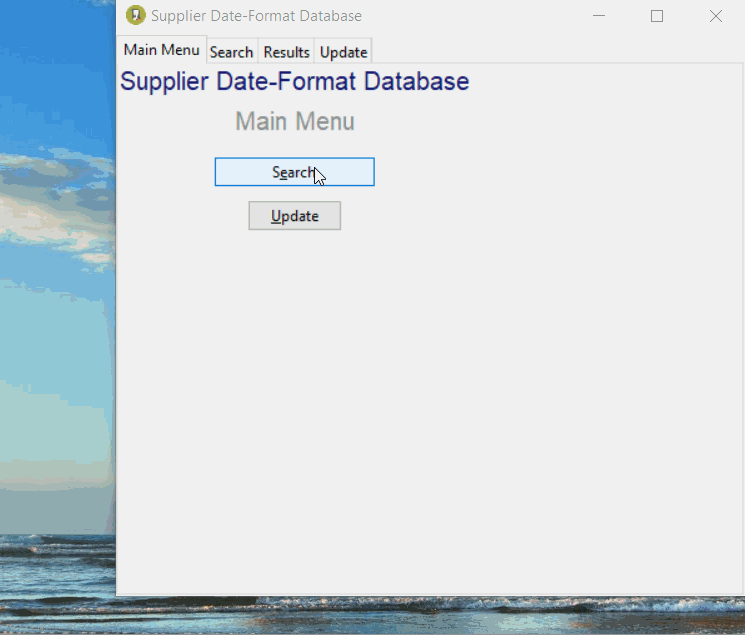 Supplier Date-Format Database
Main Menu Search Results Update
Supplier Date-Format Database
Main Menu
Search
Update